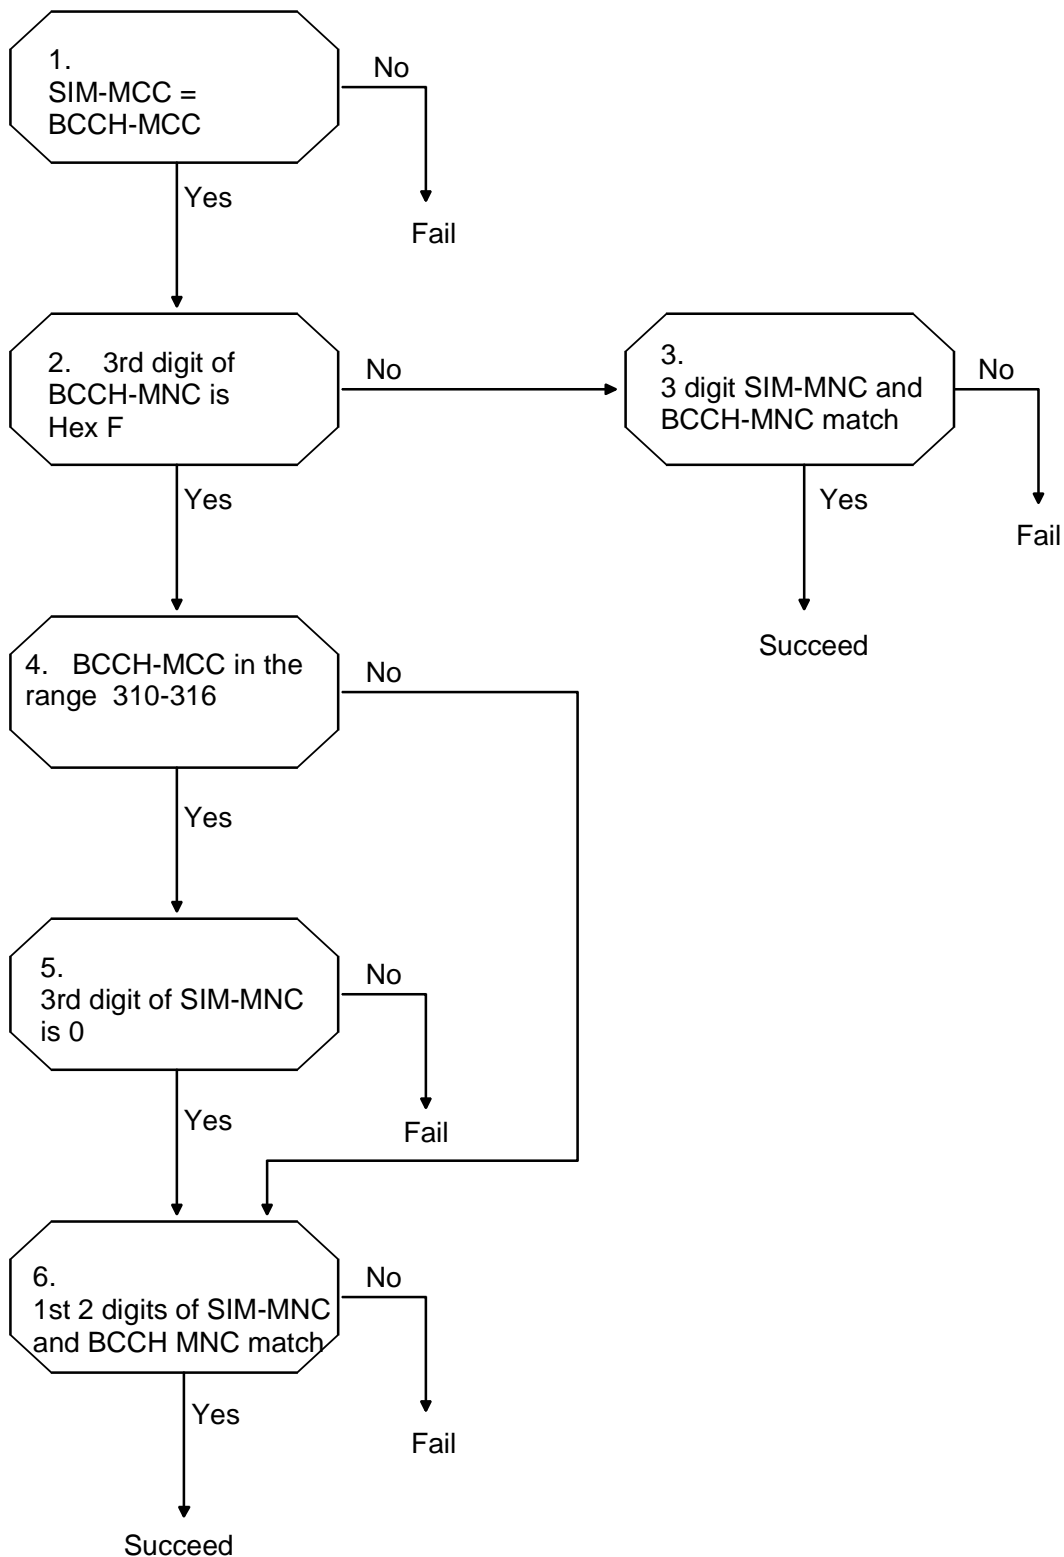 1.
SIM-MCC =
BCCH-MCC
No
Yes
Fail
2. 3rd digit of
BCCH-MNC is
Hex F
No
3.
3 digit SIM-MNC and
BCCH-MNC match
No
Yes
Yes
Fail
Succeed
4. BCCH-MCC in the
range 310-316
No
Yes
5.
3rd digit of SIM-MNC
is 0
No
Yes
Fail
6.
1st 2 digits of SIM-MNC
and BCCH MNC match
No
Yes
Fail
Succeed